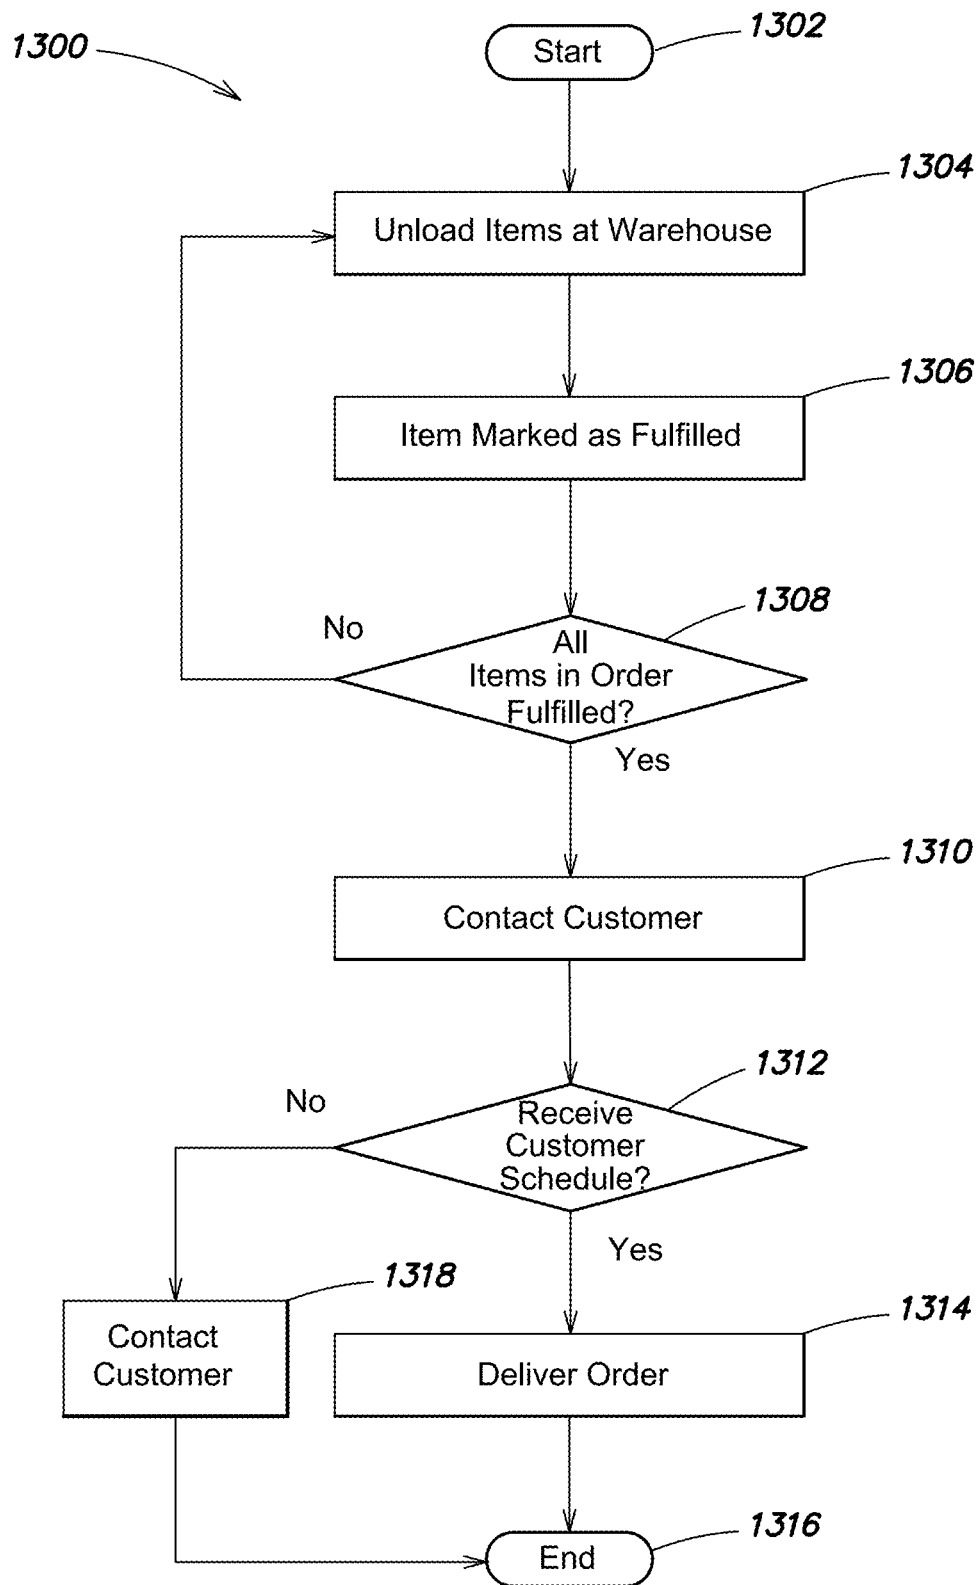 1300
1302
Start
1304
Unload Items at Warehouse
1306
Item Marked as Fulfilled
1308
No
All
Items in Order
Fulfilled?
Yes
1310
Contact Customer
1312
No
Receive
Customer
Schedule?
Yes
1318
Contact
Customer
1314
Deliver Order
1316
End